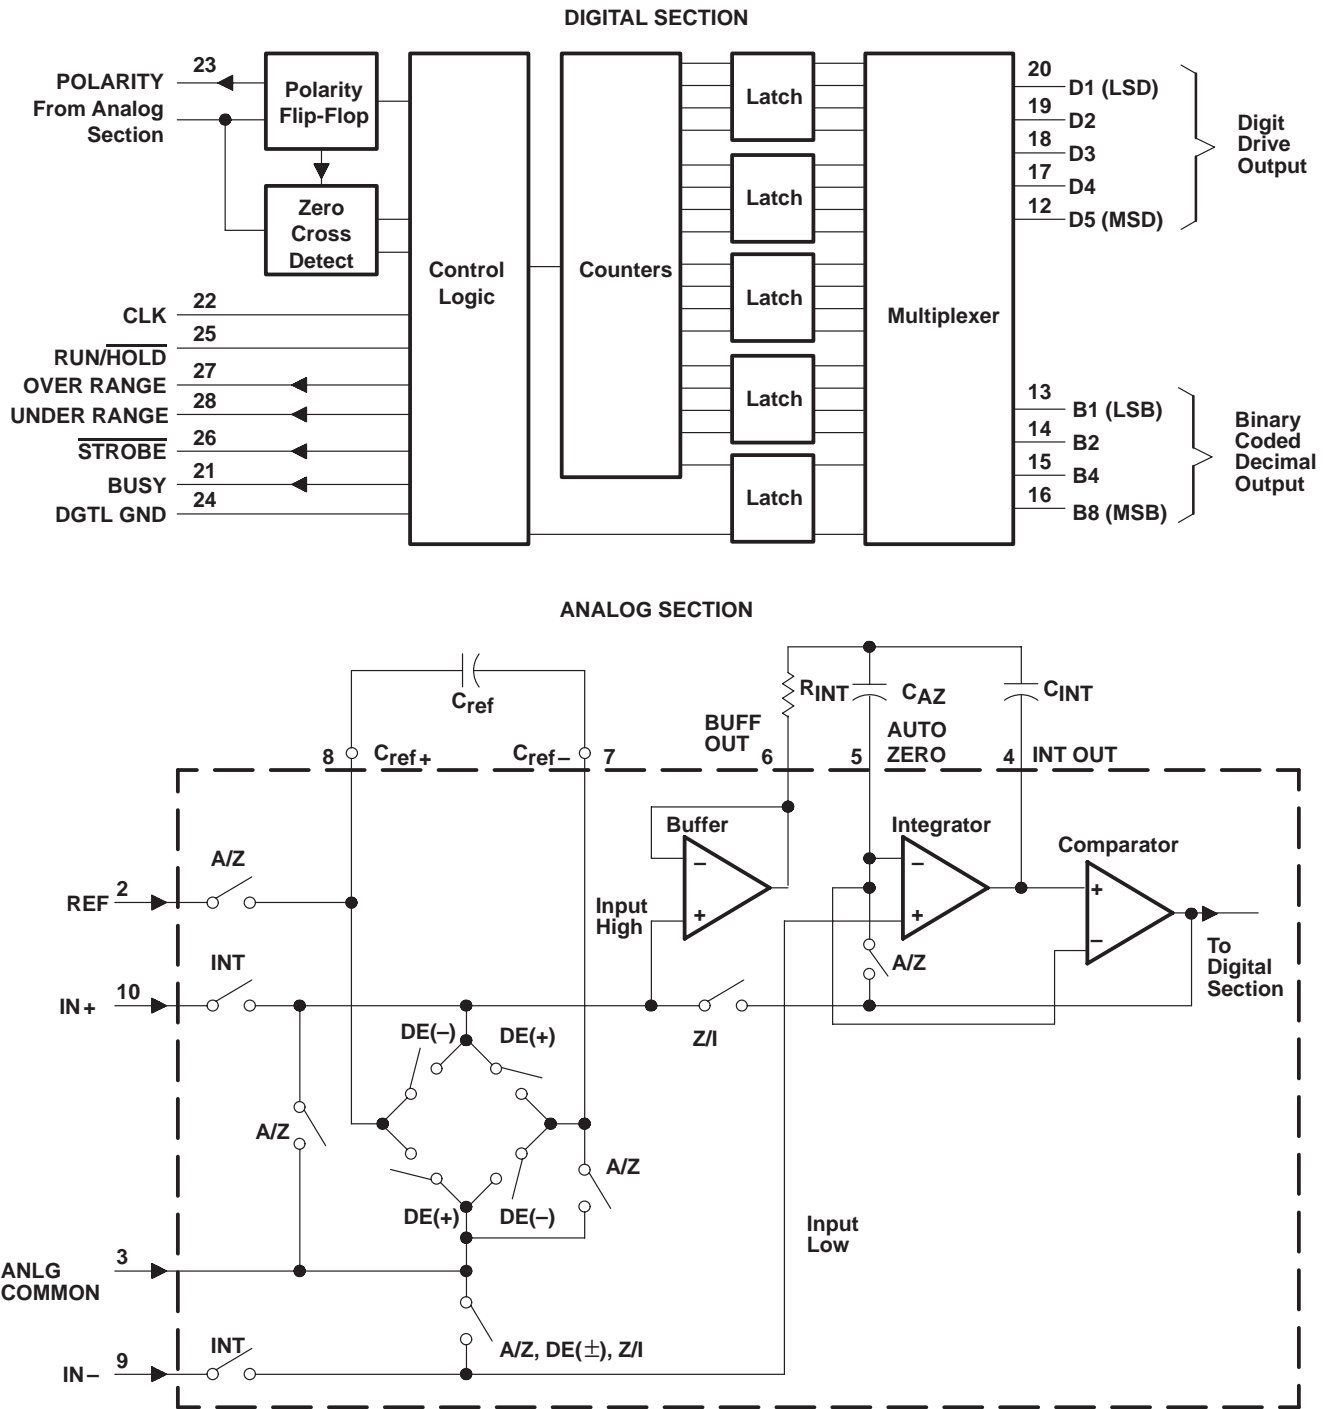 DIGITAL SECTION
POLARITY
23
From Analog
Section
Polarity
Flip-Flop
Zero
Cross
Detect
CLK
22
RUN/HOLD
25
OVER RANGE
27
UNDER RANGE
28
STROBE
26
BUSY
21
DGTL GND
24
Control
Logic
Counters
Latch
Latch
Latch
Latch
Latch
Multiplexer
20
D1 (LSD)
19
D2
18
D3
17
D4
12
D5 (MSD)
Digit
Drive
Output
13
B1 (LSB)
14
B2
15
B4
16
B8 (MSB)
Binary
Coded
Decimal
Output
ANALOG SECTION
Cref
8
Cref+
Cref–
7
RINT
CAZ
CINT
BUFF
OUT
6
5
AUTO
ZERO
4
INT OUT
Buffer
Integrator
Comparator
–
+
–
+
+
–
REF
2
A/Z
Input
High
IN+
10
INT
A/Z
Z/I
To
Digital
Section
DE(–)
DE(+)
A/Z
A/Z
DE(+)
DE(–)
Input
Low
ANLG
COMMON
3
IN–
9
INT
A/Z, DE(±), Z/I